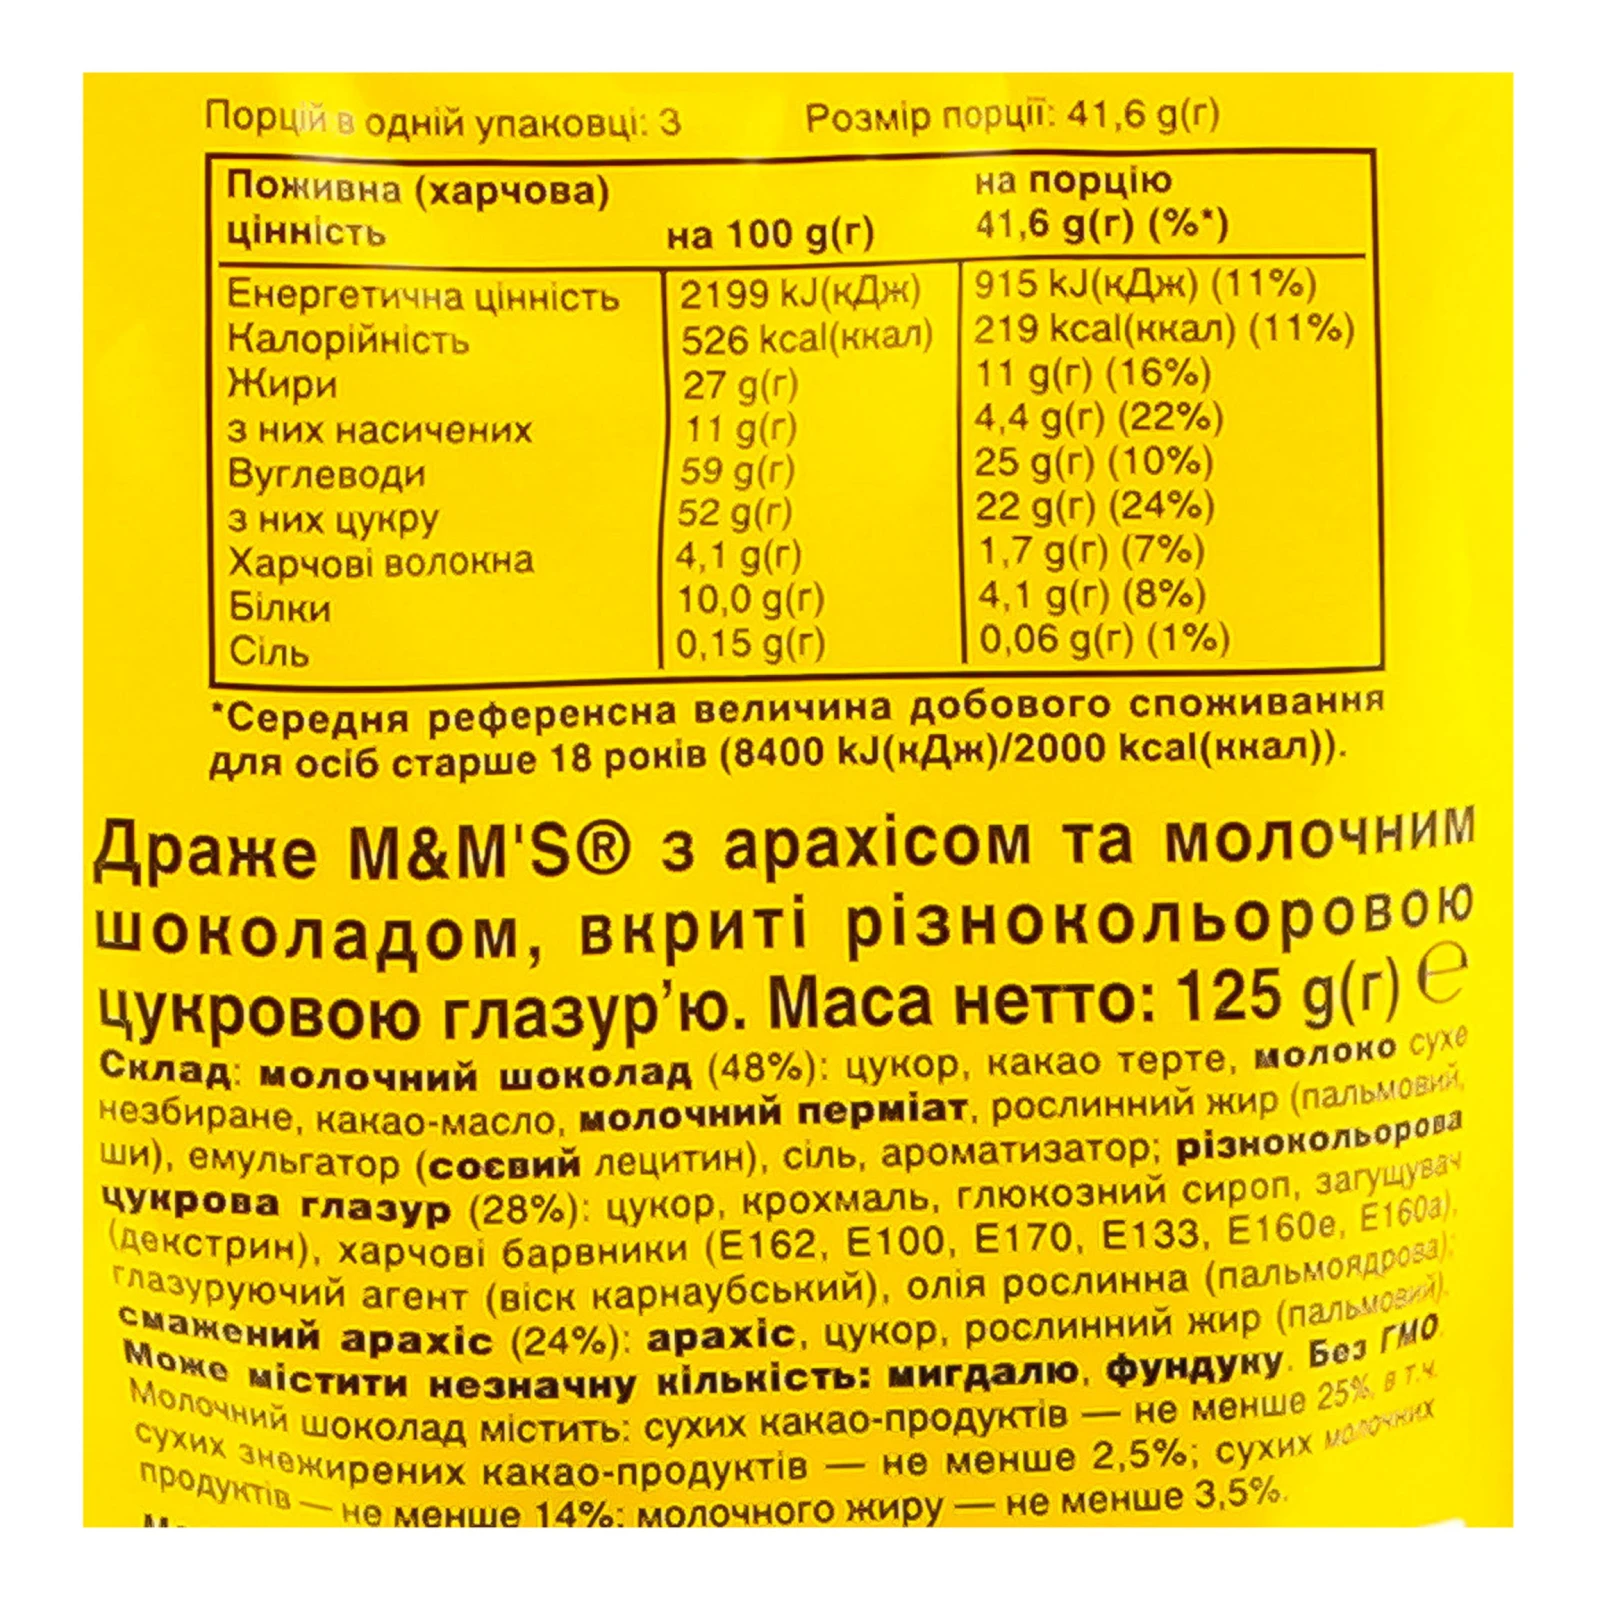 Порцій в одній упаковці: 3 Розмір порції: 41,6 g(г)
Поживна (харчова) цінність на 100 g(г) на порцію 41,6 g(г) (%*)
Енергетична цінність 2199 kJ(кДж) 915 kJ(кДж) (11%)
Калорійність 526 kcal(ккал) 219 kcal(ккал) (11%)
Жири 27 g(г) 11 g(г) (16%)
з них насичених 11 g(г) 4,4 g(г) (22%)
Вуглеводи 59 g(г) 25 g(г) (10%)
з них цукру 52 g(г) 22 g(г) (24%)
Харчові волокна 4,1 g(г) 1,7 g(г) (7%)
Білки 10,0 g(г) 4,1 g(г) (8%)
Сіль 0,15 g(г) 0,06 g(г) (1%)
*Середня референсна величина добового споживання
для осіб старше 18 років (8400 kJ(кДж)/2000 kcal(ккал)).
Драже M&M'S® з арахісом та молочним
шоколадом, вкриті різнокольоровою
цукровою глазур’ю. Маса нетто: 125 g(г) ℮
Склад: молочний шоколад (48%): цукор, какао терте, молоко сухе
незбиране, какао-масло, молочний перміат, рослинний жир (пальмовий,
ши), емульгатор (соєвий лецитин), сіль, ароматизатор; різнокольорова
цукрова глазур (28%): цукор, крохмаль, глюкозний сироп, загущувач
(декстрин), харчові барвники (E162, E100, E170, E133, E160e, E160a),
глазуруючий агент (віск карнаубський), олія рослинна (пальмоядрова);
смажений арахіс (24%): арахіс, цукор, рослинний жир (пальмовий).
Може містити незначну кількість: мигдалю, фундуку. Без ГМО.
Молочний шоколад містить: сухих какао-продуктів — не менше 25%, в т.ч.
сухих знежирених какао-продуктів — не менше 2,5%; сухих молочних
продуктів — не менше 14%; молочного жиру — не менше 3,5%.